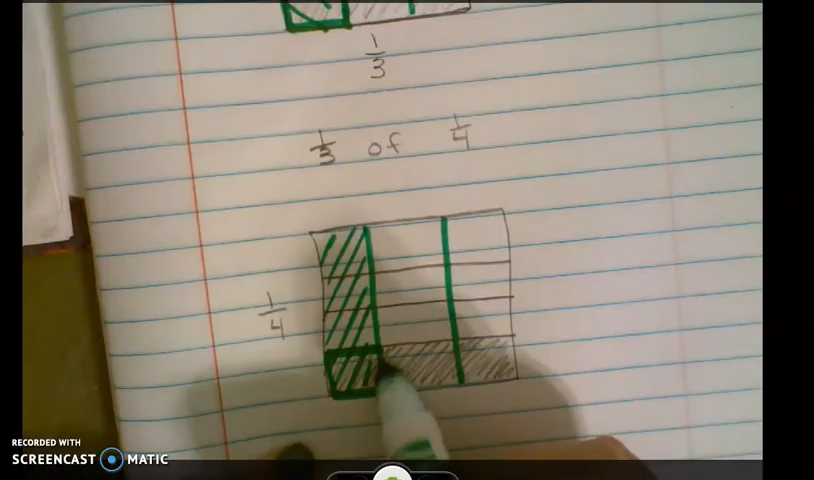 1/3
1/3 of 1/4
1/4
RECORDED WITH
SCREENCAST MATIC